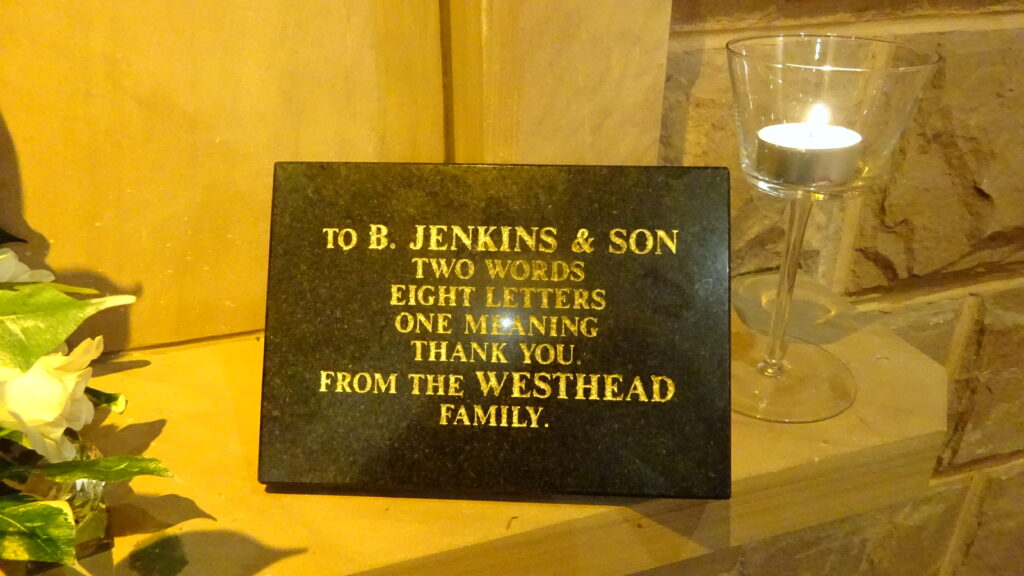 TO B. JENKINS & SON
TWO WORDS
EIGHT LETTERS
ONE MEANING
THANK YOU.
FROM THE WESTHEAD
FAMILY.